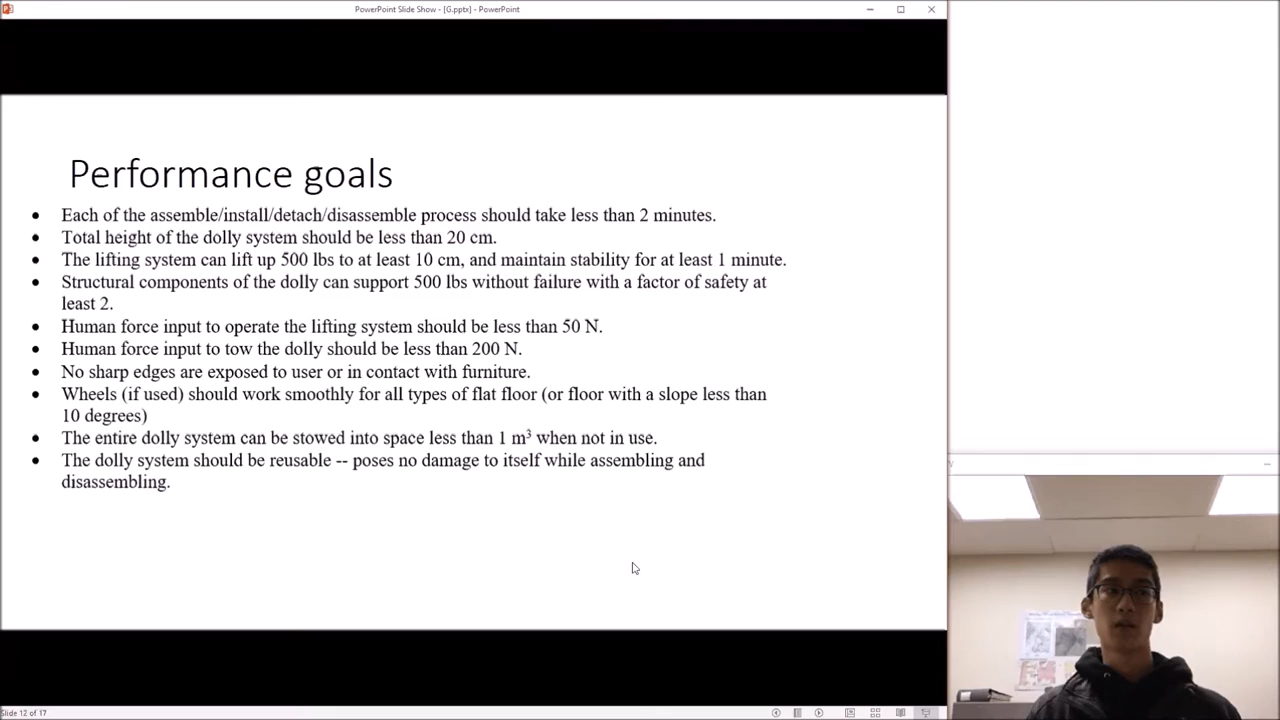 PowerPoint Slide Show - [G.pptx] - PowerPoint
Performance goals
• Each of the assemble/install/detach/disassemble process should take less than 2 minutes.
• Total height of the dolly system should be less than 20 cm.
• The lifting system can lift up 500 lbs to at least 10 cm, and maintain stability for at least 1 minute.
• Structural components of the dolly can support 500 lbs without failure with a factor of safety at
least 2.
• Human force input to operate the lifting system should be less than 50 N.
• Human force input to tow the dolly should be less than 200 N.
• No sharp edges are exposed to user or in contact with furniture.
• Wheels (if used) should work smoothly for all types of flat floor (or floor with a slope less than
10 degrees)
• The entire dolly system can be stowed into space less than 1 m³ when not in use.
• The dolly system should be reusable -- poses no damage to itself while assembling and
disassembling.
Slide 12 of 17